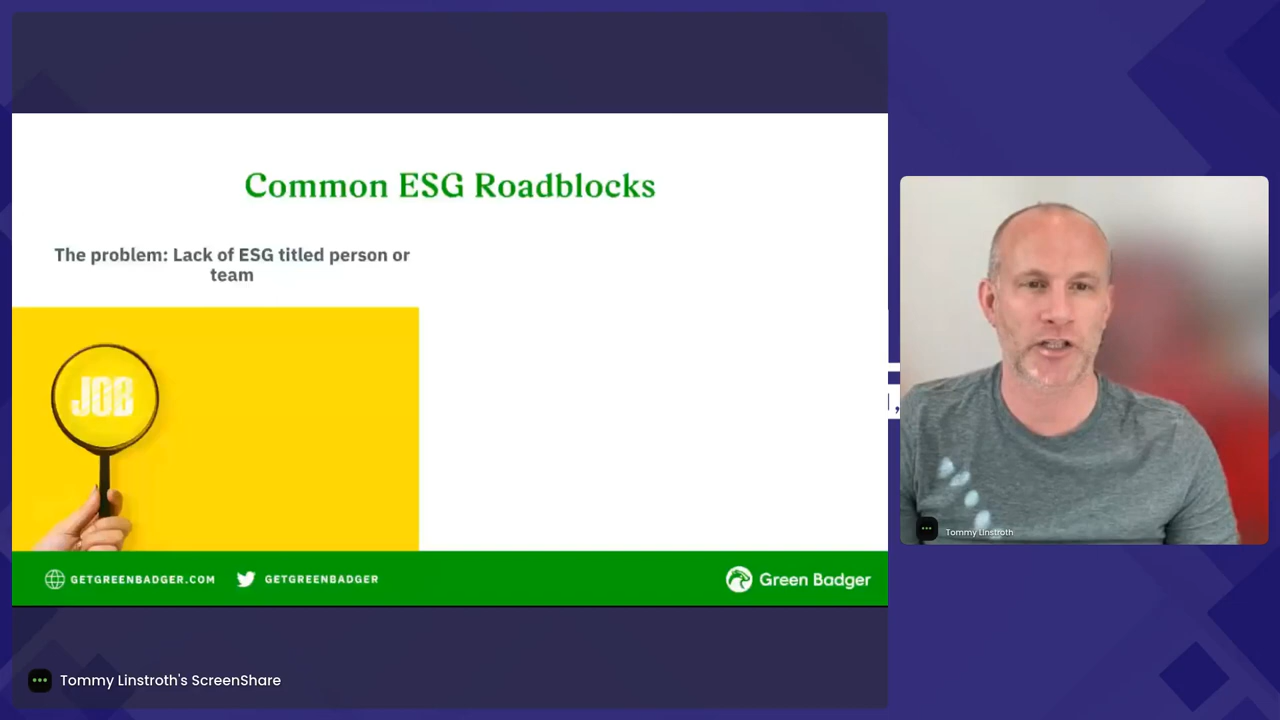 Common ESG Roadblocks
The problem: Lack of ESG titled person or
team
JOB
GETGREENBADGER.COM
GETGREENBADGER
Green Badger
Tommy Linstroth
Tommy Linstroth's ScreenShare